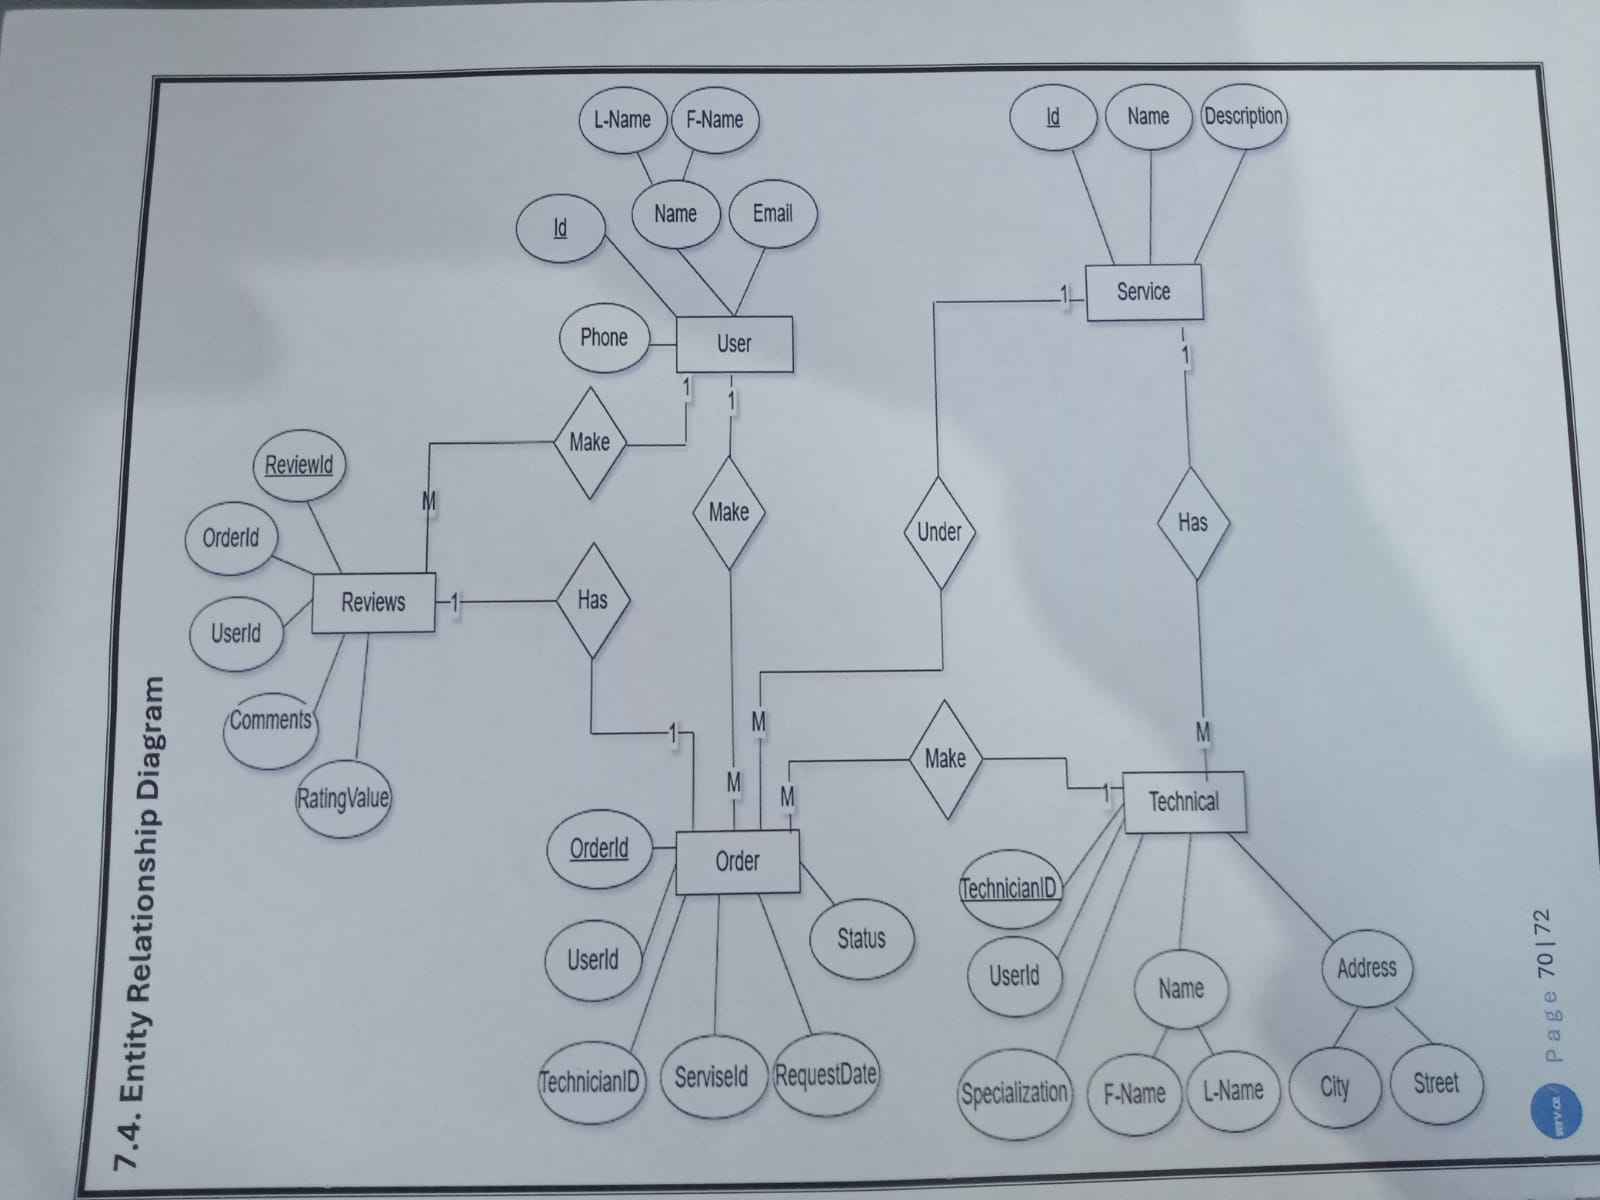 7.4. Entity Relationship Diagram
L-Name
F-Name
Id
Name
Email
Phone
User
Id
Name
Description
Service
1
1
1
1
Make
Make
Under
Has
ReviewId
OrderId
UserId
Comments
RatingValue
Reviews
M
1
Has
1
M
M
M
Make
1
M
Technical
Order
OrderId
UserId
TechnicianID
ServiseId
RequestDate
Status
TechnicianID
UserId
Specialization
Name
F-Name
L-Name
Address
City
Street
Page 70|72